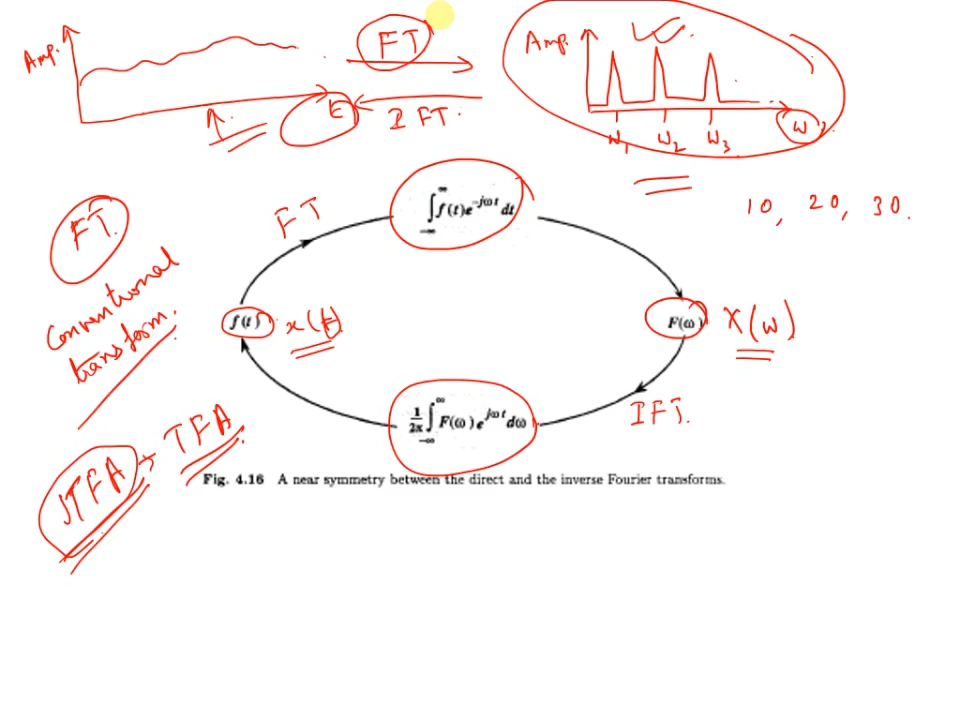 Amp.
FT
t
I FT.
Amp.
ω
ω₁ ω₂ ω₃
10, 20, 30.
FT.
conventional
transform.
FT
∫_{-∞}^{∞} f(t)e^{-jωt} dt
f(t) x(t)
F(ω) X(ω)
1/2π ∫_{-∞}^{∞} F(ω)e^{jωt} dω
IFT.
TFA
JTFA
Fig. 4.16 A near symmetry between the direct and the inverse Fourier transforms.